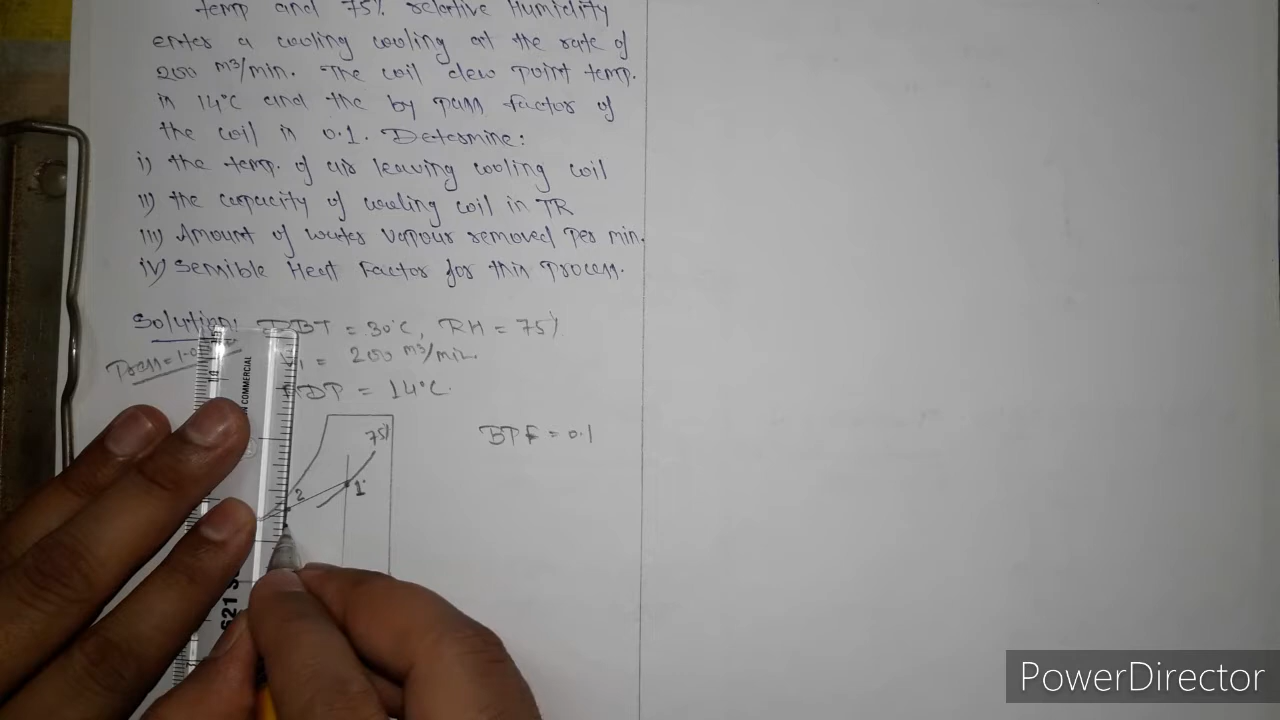 temp and 75% relative Humidity
enter a cooling cooling at the rate of
200 m³/min. The coil dew point temp.
in 14°C and the by pass factor of
the coil is 0.1. Determine:
i) the temp. of air leaving cooling coil
ii) the capacity of cooling coil in TR
iii) Amount of water vapour removed per min.
iv) Sensible Heat Factor for this process.
Solution: DBT = 30°C, RH = 75%
= 200 m³/min
DP = 14°C.
BPF = 0.1
75%
2
1
COMMERCIAL
621
PowerDirector